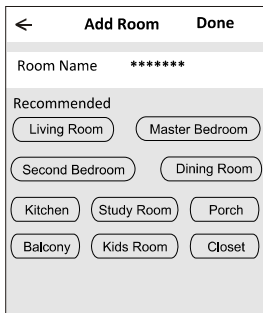 ← Add Room Done
Room Name *******
Recommended
Living Room Master Bedroom
Second Bedroom Dining Room
Kitchen Study Room Porch
Balcony Kids Room Closet